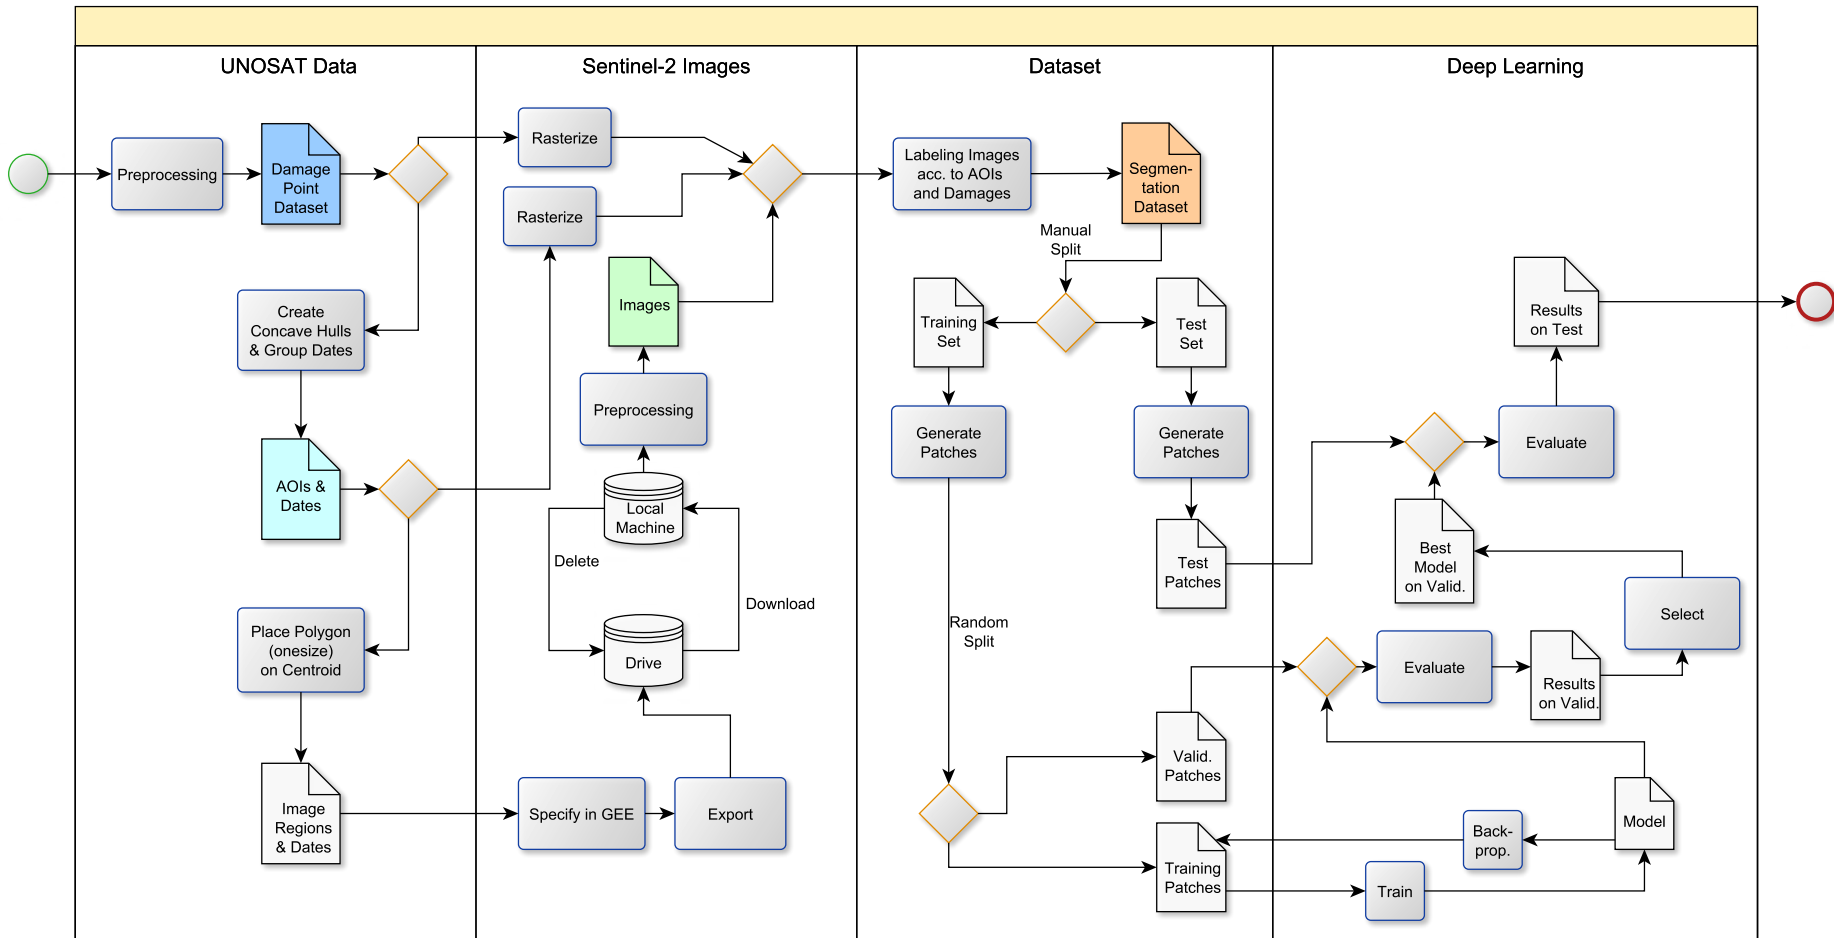 UNOSAT Data
Preprocessing
Damage
Point
Dataset
Create
Concave Hulls
& Group Dates
AOIs &
Dates
Place Polygon
(onesize)
on Centroid
Image
Regions
& Dates
Sentinel-2 Images
Rasterize
Rasterize
Images
Preprocessing
Local
Machine
Delete
Download
Drive
Specify in GEE
Export
Dataset
Labeling Images
acc. to AOIs
and Damages
Segmen-
tation
Dataset
Manual
Split
Training
Set
Test
Set
Generate
Patches
Generate
Patches
Test
Patches
Random
Split
Valid.
Patches
Training
Patches
Deep Learning
Results
on Test
Evaluate
Best
Model
on Valid.
Select
Evaluate
Results
on Valid.
Model
Back-
prop.
Train